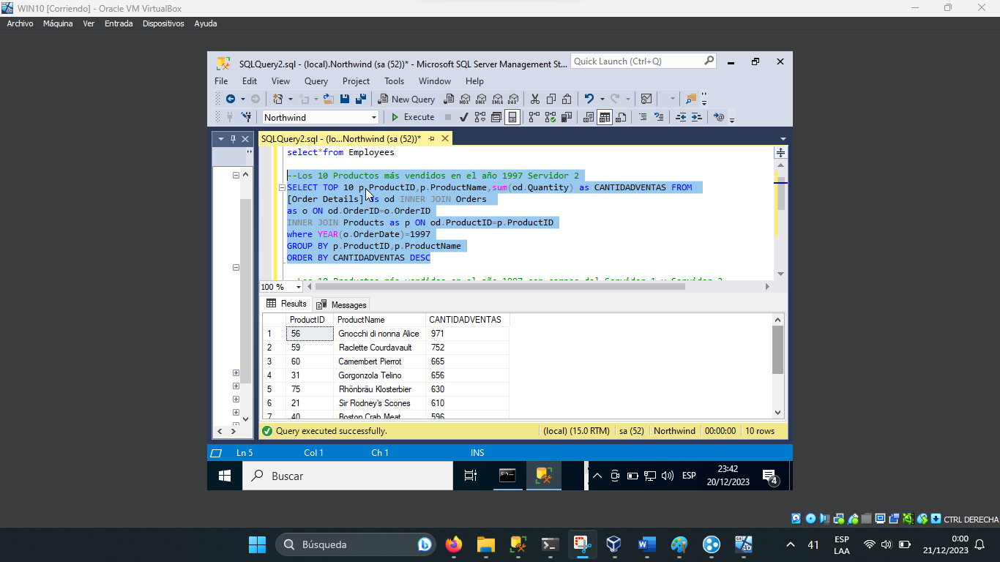 WIN10 [Corriendo] - Oracle VM VirtualBox
Archivo Máquina Ver Entrada Dispositivos Ayuda
SQLQuery2.sql - (local).Northwind (sa (52))* - Microsoft SQL Server Management St...
Quick Launch (Ctrl+Q)
File Edit View Query Project Tools Window Help
New Query
MDX DMX XMLA DAX
Northwind
Execute
SQLQuery2.sql - (lo...Northwind (sa (52))*
select*from Employees
--Los 10 Productos más vendidos en el año 1997 Servidor 2
SELECT TOP 10 p.ProductID,p.ProductName,sum(od.Quantity) as CANTIDADVENTAS FROM
[Order Details] as od INNER JOIN Orders
as o ON od.OrderID=o.OrderID
INNER JOIN Products as p ON od.ProductID=p.ProductID
where YEAR(o.OrderDate)=1997
GROUP BY p.ProductID,p.ProductName
ORDER BY CANTIDADVENTAS DESC
--Los 10 Productos más vendidos en el año 1997 con campos del Servidor 1 y Servidor 2
100 %
Results Messages
ProductID ProductName CANTIDADVENTAS
1 56 Gnocchi di nonna Alice 971
2 59 Raclette Courdavault 752
3 60 Camembert Pierrot 665
4 31 Gorgonzola Telino 656
5 75 Rhönbräu Klosterbier 630
6 21 Sir Rodney's Scones 610
7 40 Boston Crab Meat 596
Query executed successfully.
(local) (15.0 RTM) sa (52) Northwind 00:00:00 10 rows
Ln 5 Col 1 Ch 1 INS
Buscar
ESP
23:42
20/12/2023
4
CTRL DERECHA
Búsqueda
41
ESP
LAA
0:00
21/12/2023